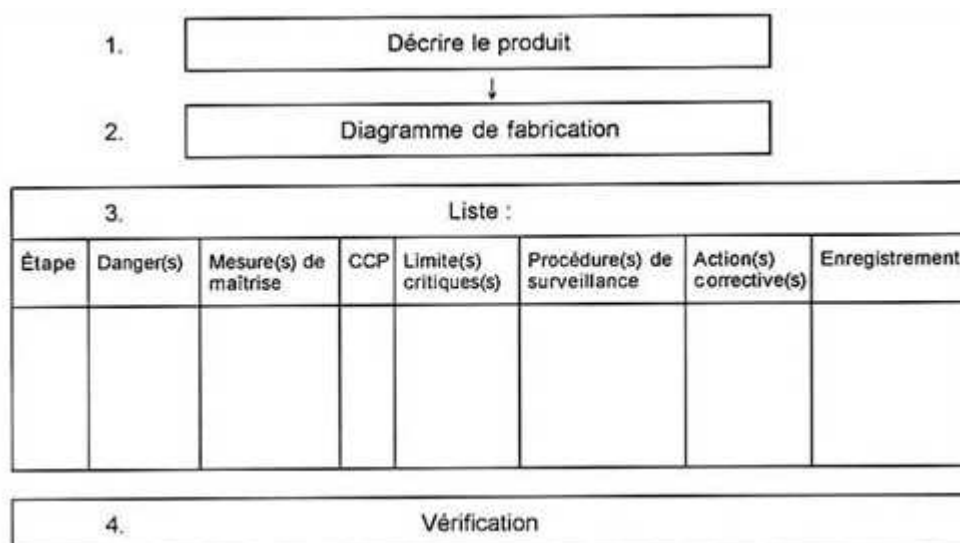 1. Décrire le produit
↓
2. Diagramme de fabrication
3. Liste :
Étape Danger(s) Mesure(s) de maîtrise CCP Limite(s) critiques(s) Procédure(s) de surveillance Action(s) corrective(s) Enregistrement
4. Vérification